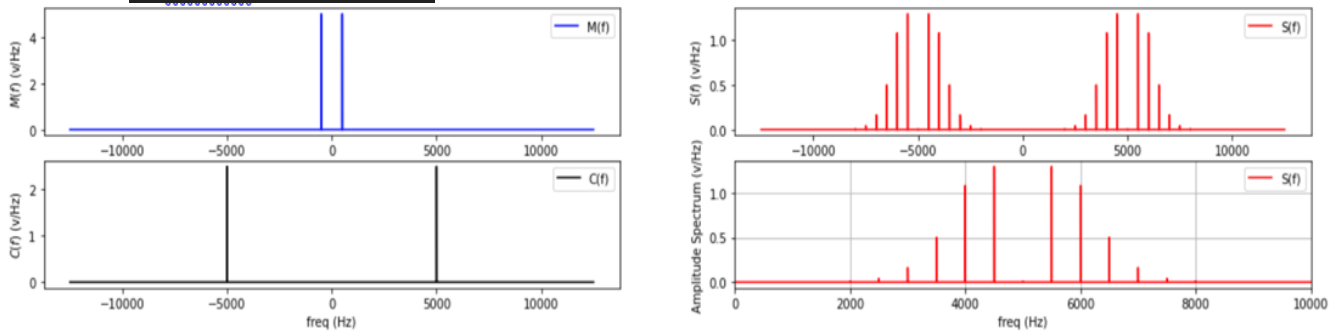 M(f)
M(f) (v/Hz)
4
2
0
−10000 −5000 0 5000 10000
C(f)
C(f) (v/Hz)
2
1
0
−10000 −5000 0 5000 10000
freq (Hz)
S(f)
S(f) (v/Hz)
1.0
0.5
0.0
−10000 −5000 0 5000 10000
S(f)
Amplitude Spectrum (v/Hz)
1.0
0.5
0.0
0 2000 4000 6000 8000 10000
freq (Hz)